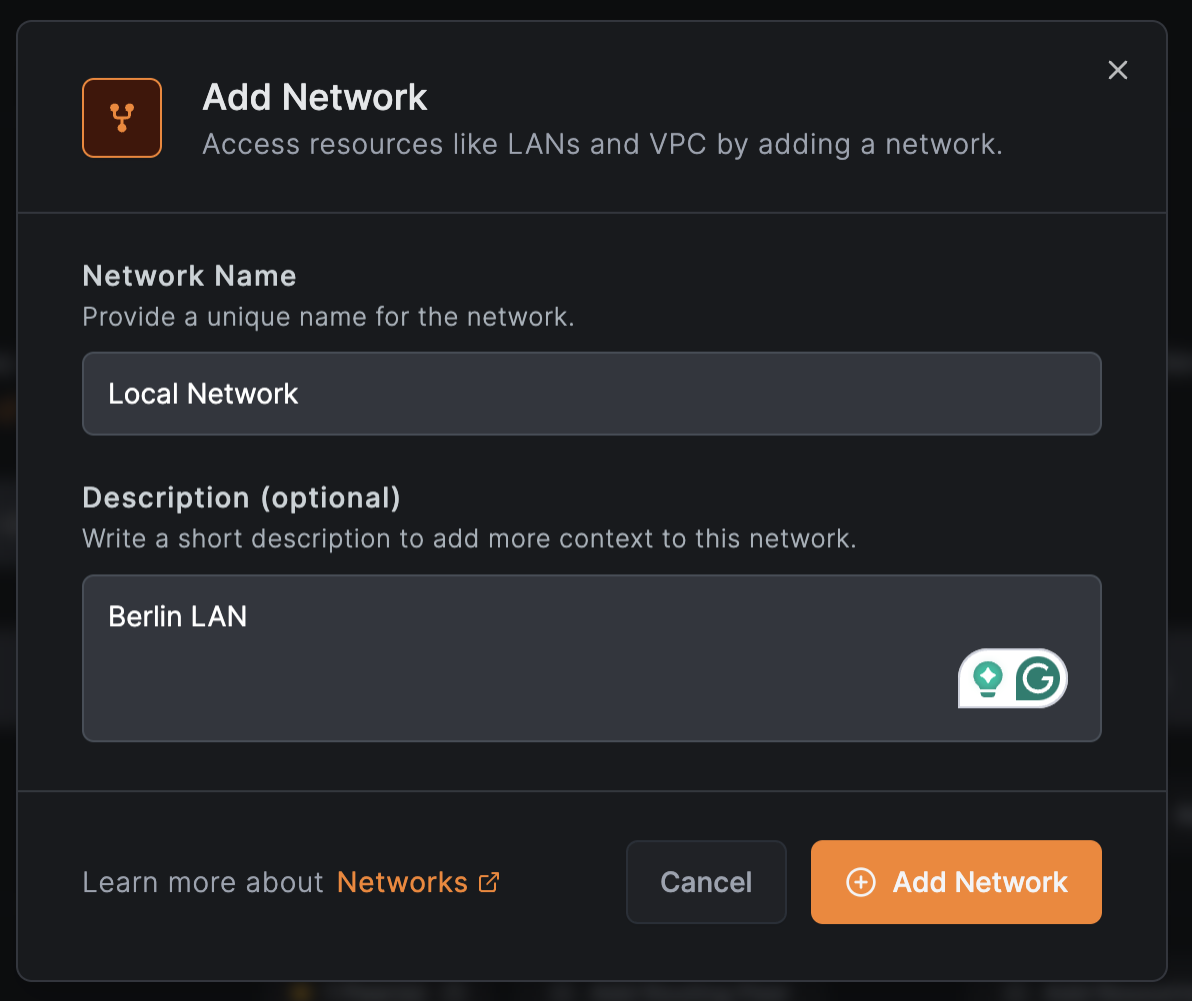 Add Network
Access resources like LANs and VPC by adding a network.
Network Name
Provide a unique name for the network.
Local Network
Description (optional)
Write a short description to add more context to this network.
Berlin LAN
Learn more about Networks
Cancel
Add Network